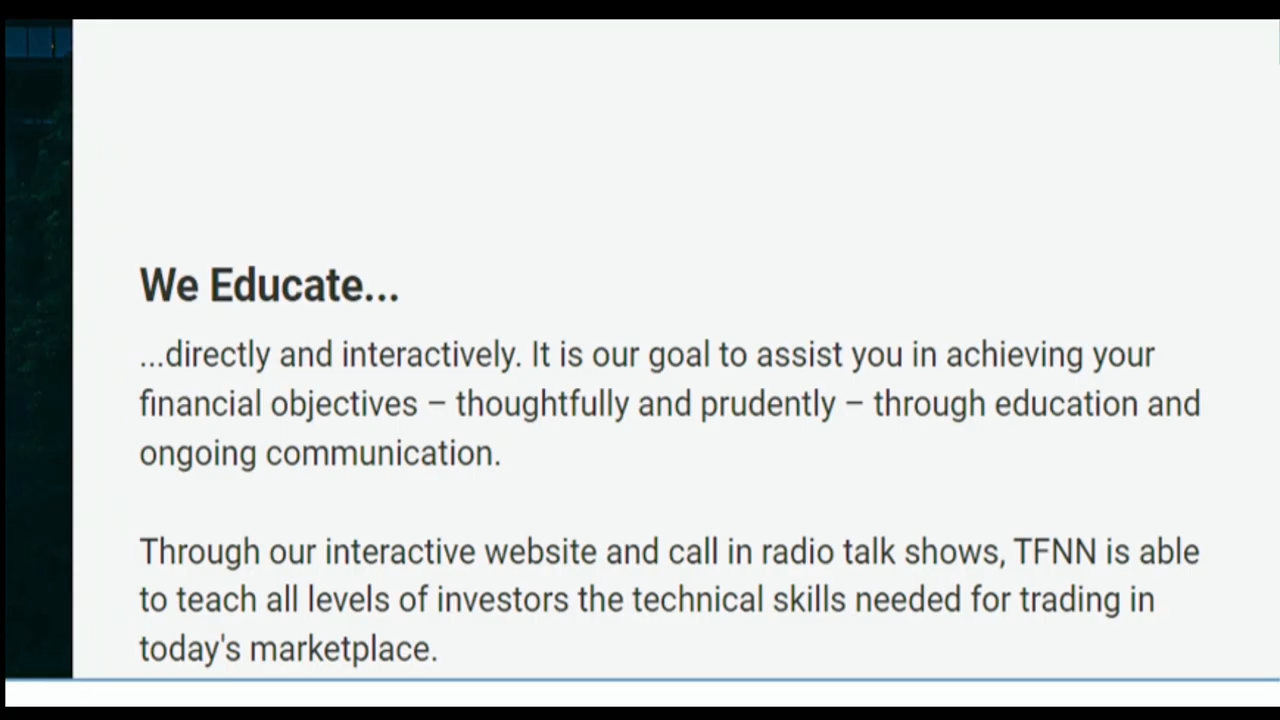 We Educate...
...directly and interactively. It is our goal to assist you in achieving your
financial objectives – thoughtfully and prudently – through education and
ongoing communication.
Through our interactive website and call in radio talk shows, TFNN is able
to teach all levels of investors the technical skills needed for trading in
today's marketplace.